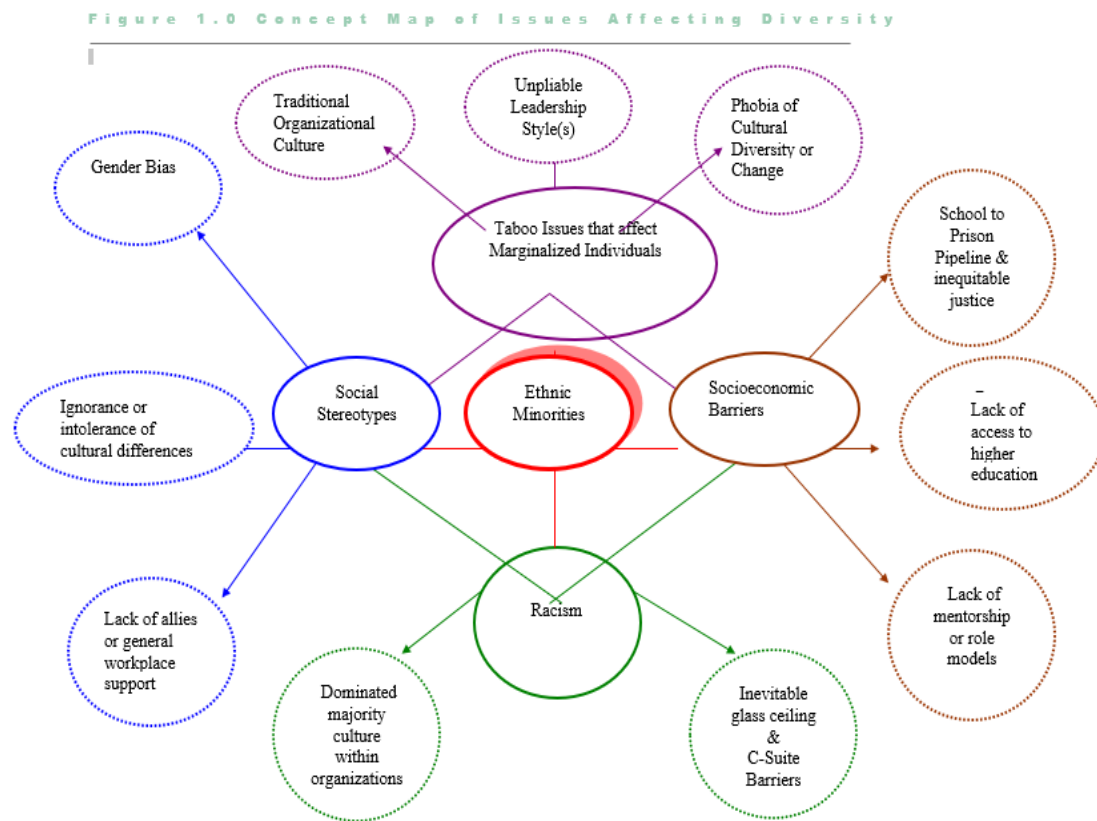 Figure 1.0 Concept Map of Issues Affecting Diversity
Unpliable
Leadership
Style(s)
Traditional
Organizational
Culture
Phobia of
Cultural
Diversity or
Change
Gender Bias
Taboo Issues that affect
Marginalized Individuals
School to
Prison
Pipeline &
inequitable
justice
Social
Stereotypes
Ethnic
Minorities
Socioeconomic
Barriers
Ignorance or
intolerance of
cultural differences
–
Lack of
access to
higher
education
Lack of allies
or general
workplace
support
Racism
Lack of
mentorship
or role
models
Dominated
majority
culture
within
organizations
Inevitable
glass ceiling
&
C-Suite
Barriers